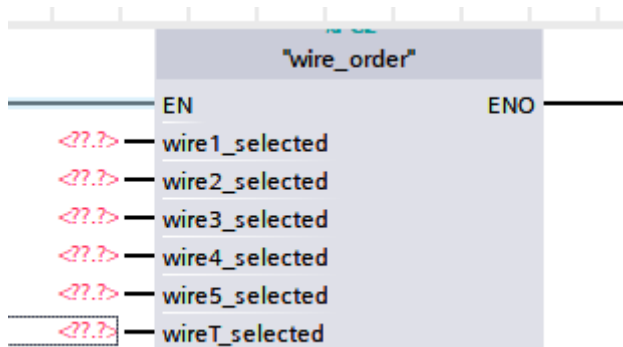 "wire_order"
EN ENO
<??.?> wire1_selected
<??.?> wire2_selected
<??.?> wire3_selected
<??.?> wire4_selected
<??.?> wire5_selected
<??.?> wireT_selected